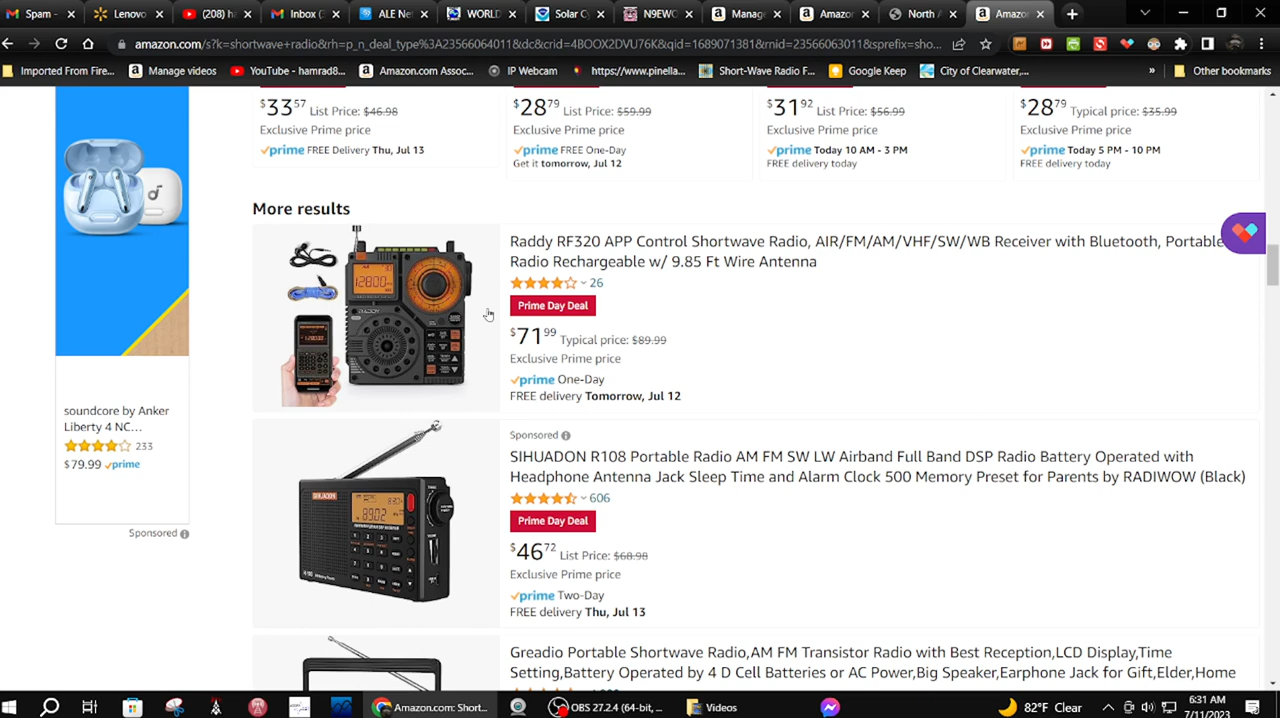 Spam -
Lenovo
(208) h
Inbox (
ALE Ne
WORLD
Solar C
N9EW
Manage
Amazon
North A
Amazon
amazon.com/s?k=shortwave+radio&rh=p_n_deal_type%3A23566064011&dc&crid=4BOOX2DVU76K&qid=1689071381&rnid=23566063011&sprefix=sho...
Imported From Fire...
Manage videos
YouTube - hamrad8...
Amazon.com Assoc...
IP Webcam
https://www.pinella...
Short-Wave Radio F...
Google Keep
City of Clearwater,...
»
Other bookmarks
$33.57 List Price: $46.98
Exclusive Prime price
prime FREE Delivery Thu, Jul 13
$28.79 List Price: $59.99
Exclusive Prime price
prime FREE One-Day
Get it tomorrow, Jul 12
$31.92 List Price: $56.99
Exclusive Prime price
prime Today 10 AM - 3 PM
FREE delivery today
$28.79 Typical price: $35.99
Exclusive Prime price
prime Today 5 PM - 10 PM
FREE delivery today
soundcore by Anker
Liberty 4 NC...
233
$79.99 prime
Sponsored
More results
Raddy RF320 APP Control Shortwave Radio, AIR/FM/AM/VHF/SW/WB Receiver with Bluetooth, Portable
Radio Rechargeable w/ 9.85 Ft Wire Antenna
26
Prime Day Deal
$71.99 Typical price: $89.99
Exclusive Prime price
prime One-Day
FREE delivery Tomorrow, Jul 12
Sponsored
SIHUADON R108 Portable Radio AM FM SW LW Airband Full Band DSP Radio Battery Operated with
Headphone Antenna Jack Sleep Time and Alarm Clock 500 Memory Preset for Parents by RADIWOW (Black)
606
Prime Day Deal
$46.72 List Price: $68.98
Exclusive Prime price
prime Two-Day
FREE delivery Thu, Jul 13
Greadio Portable Shortwave Radio,AM FM Transistor Radio with Best Reception,LCD Display,Time
Setting,Battery Operated by 4 D Cell Batteries or AC Power,Big Speaker,Earphone Jack for Gift,Elder,Home
Amazon.com: Short...
OBS 27.2.4 (64-bit, ...
Videos
82°F Clear
6:31 AM
7/11/2023